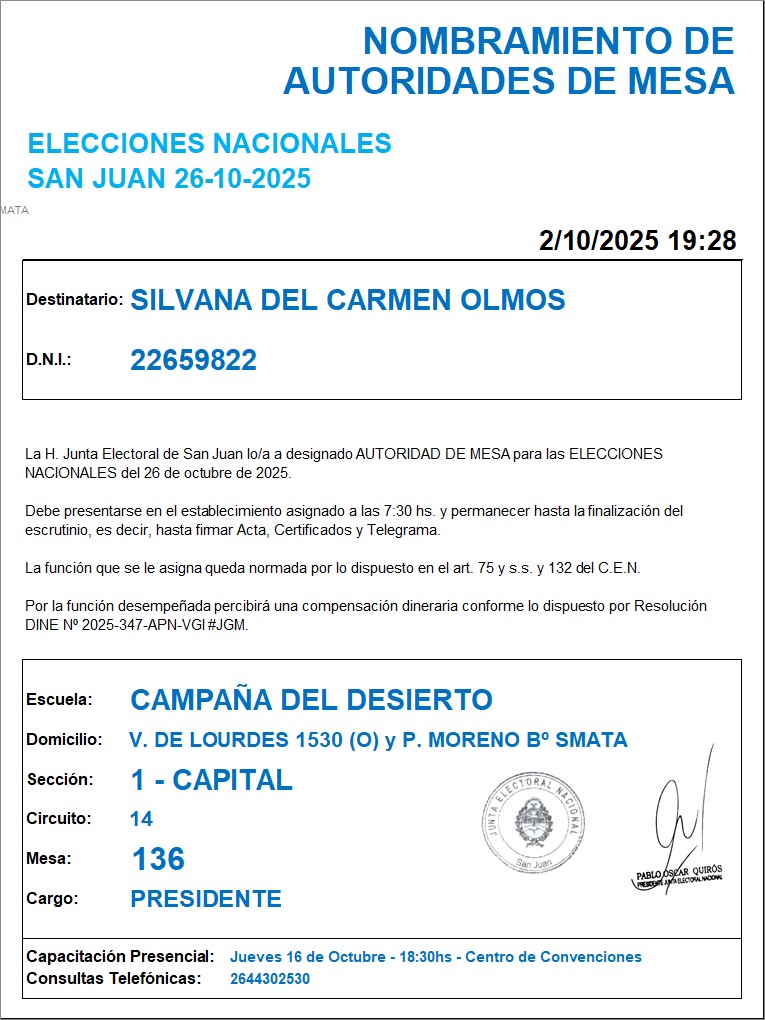 NOMBRAMIENTO DE
AUTORIDADES DE MESA
ELECCIONES NACIONALES
SAN JUAN 26-10-2025
MATA
2/10/2025 19:28
Destinatario: SILVANA DEL CARMEN OLMOS
D.N.I.: 22659822
La H. Junta Electoral de San Juan lo/a a designado AUTORIDAD DE MESA para las ELECCIONES
NACIONALES del 26 de octubre de 2025.
Debe presentarse en el establecimiento asignado a las 7:30 hs. y permanecer hasta la finalización del
escrutinio, es decir, hasta firmar Acta, Certificados y Telegrama.
La función que se le asigna queda normada por lo dispuesto en el art. 75 y s.s. y 132 del C.E.N.
Por la función desempeñada percibirá una compensación dineraria conforme lo dispuesto por Resolución
DINE Nº 2025-347-APN-VGI#JGM.
Escuela: CAMPAÑA DEL DESIERTO
Domicilio: V. DE LOURDES 1530 (O) y P. MORENO Bº SMATA
Sección: 1 - CAPITAL
Circuito: 14
Mesa: 136
Cargo: PRESIDENTE
JUNTA ELECTORAL NACIONAL
San Juan
PABLO OSCAR QUIRÓS
PRESIDENTE JUNTA ELECTORAL NACIONAL
Capacitación Presencial: Jueves 16 de Octubre - 18:30hs - Centro de Convenciones
Consultas Telefónicas: 2644302530